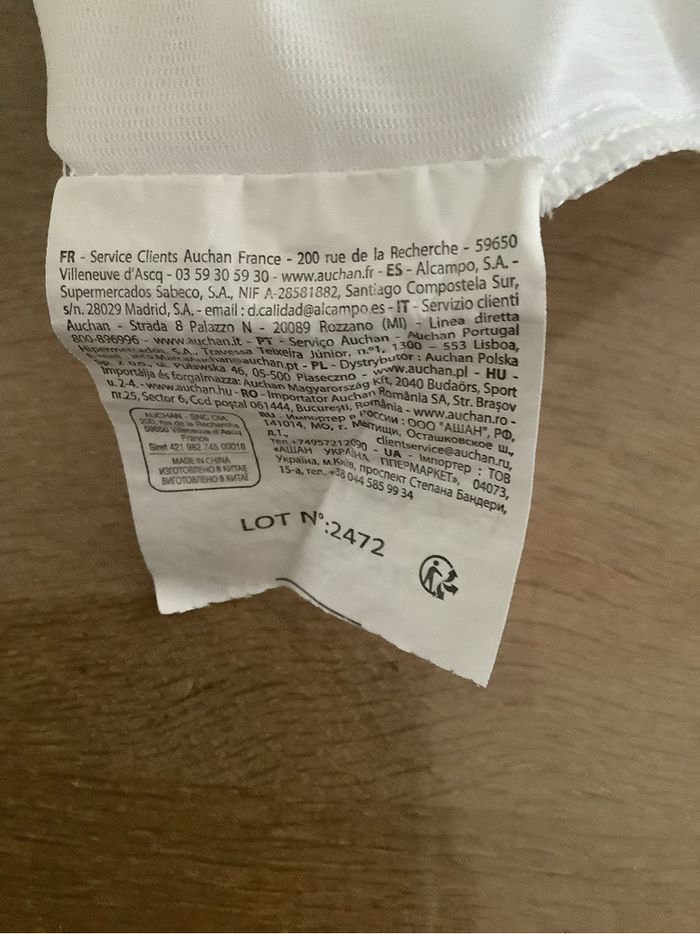 FR - Service Clients Auchan France - 200 rue de la Recherche - 59650
Villeneuve d'Ascq - 03 59 30 59 30 - www.auchan.fr - ES - Alcampo, S.A. -
Supermercados Sabeco, S.A., NIF A-28581882, Santiago Compostela Sur,
s/n. 28029 Madrid, S.A. - email : d.calidad@alcampo.es - IT - Servizio clienti
Auchan - Strada 8 Palazzo N - 20089 Rozzano (MI) - Linea diretta
800-896996 - www.auchan.it - PT - Serviço Auchan - Auchan Portugal
Hipermercados, S.A., Travessa Teixeira Júnior, n.º1, 1300 - 553 Lisboa,
- PL - Dystrybutor : Auchan Polska
Sp. z o.o., ul. Puławska 46, 05-500 Piaseczno - www.auchan.pl - HU -
Importálja és forgalmazza: Auchan Magyarország Kft, 2040 Budaörs, Sport
u. 2-4. - www.auchan.hu - RO - Importator Auchan România SA, Str. Braşov
nr.25, Sector 6, Cod poştal 061444, Bucureşti, România - www.auchan.ro -
RU - Импортер в России : ООО "АШАН", РФ,
141014, МО, г. Мытищи, Осташковское ш.,
д.1.,
тел +74957212090 clientservice@auchan.ru,
- UA - Імпортер : ТОВ
«АШАН УКРАЇНА ГІПЕРМАРКЕТ», 04073,
Україна, м.Київ, проспект Степана Бандери,
15-а, тел. +38 044 585 99 34
AUCHAN - SNC OIA
200, rue de la Recherche
59650 Villeneuve d'Ascq
France
Siret 421 982 745 00018
MADE IN CHINA
ИЗГОТОВЛЕНО В КИТАЕ
ВИГОТОВЛЕНО В КИТАЇ
LOT N°:2472